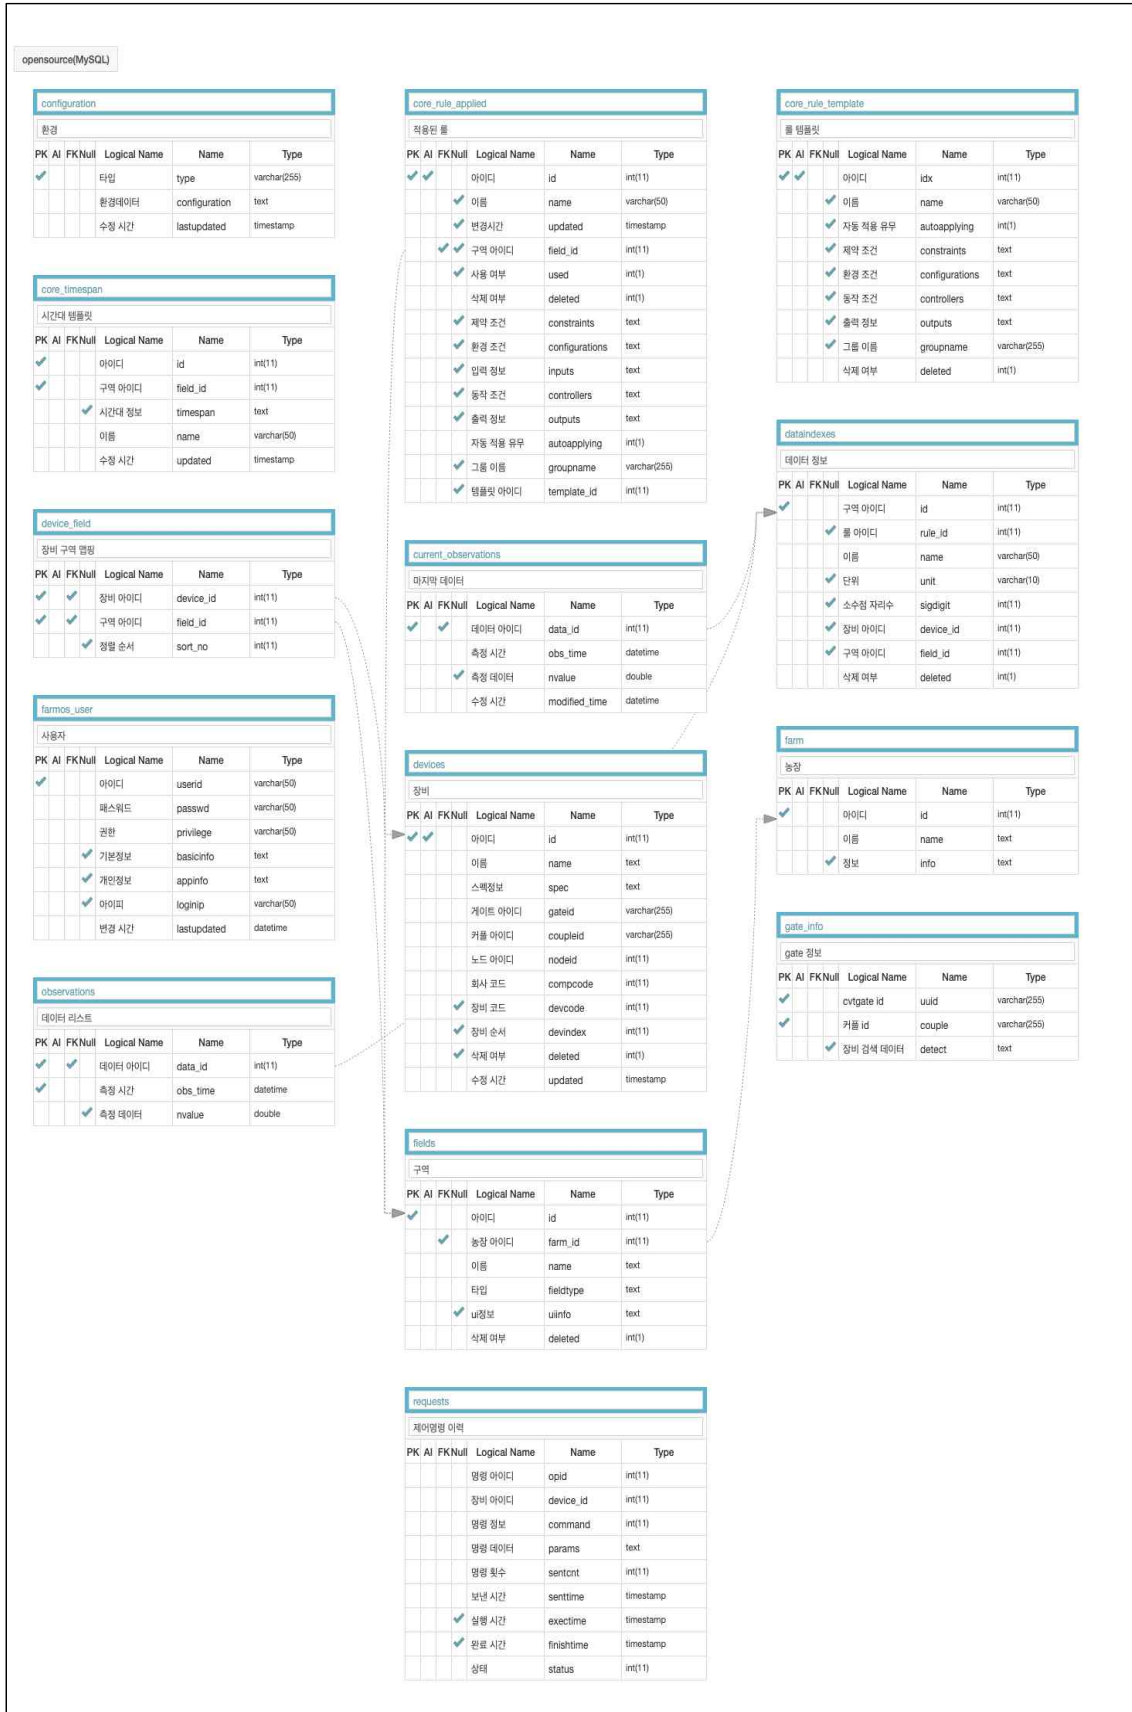 opensource(MySQL)
configuration
환경
PK AI FK Null Logical Name Name Type
타입 type varchar(255)
환경데이터 configuration text
수정 시간 lastupdated timestamp
core_timespan
시간대 템플릿
PK AI FK Null Logical Name Name Type
아이디 id int(11)
구역 아이디 field_id int(11)
시간대 정보 timespan text
이름 name varchar(50)
수정 시간 updated timestamp
device_field
장비 구역 맵핑
PK AI FK Null Logical Name Name Type
장비 아이디 device_id int(11)
구역 아이디 field_id int(11)
정렬 순서 sort_no int(11)
farmos_user
사용자
PK AI FK Null Logical Name Name Type
아이디 userid varchar(50)
패스워드 passwd varchar(50)
권한 privilege varchar(50)
기본정보 basicinfo text
개인정보 appinfo text
아이피 loginip varchar(50)
변경 시간 lastupdated datetime
observations
데이터 리스트
PK AI FK Null Logical Name Name Type
데이터 아이디 data_id int(11)
측정 시간 obs_time datetime
측정 데이터 nvalue double
core_rule_applied
적용된 룰
PK AI FK Null Logical Name Name Type
아이디 id int(11)
이름 name varchar(50)
변경시간 updated timestamp
구역 아이디 field_id int(11)
사용 여부 used int(1)
삭제 여부 deleted int(1)
제약 조건 constraints text
환경 조건 configurations text
입력 정보 inputs text
동작 조건 controllers text
출력 정보 outputs text
자동 적용 유무 autoapplying int(1)
그룹 이름 groupname varchar(255)
템플릿 아이디 template_id int(11)
current_observations
마지막 데이터
PK AI FK Null Logical Name Name Type
데이터 아이디 data_id int(11)
측정 시간 obs_time datetime
측정 데이터 nvalue double
수정 시간 modified_time datetime
devices
장비
PK AI FK Null Logical Name Name Type
아이디 id int(11)
이름 name text
스펙정보 spec text
게이트 아이디 gateid varchar(255)
커플 아이디 coupleid varchar(255)
노드 아이디 nodeid int(11)
회사 코드 compcode int(11)
장비 코드 devcode int(11)
장비 순서 devindex int(11)
삭제 여부 deleted int(1)
수정 시간 updated timestamp
fields
구역
PK AI FK Null Logical Name Name Type
아이디 id int(11)
농장 아이디 farm_id int(11)
이름 name text
타입 fieldtype text
ui정보 uiinfo text
삭제 여부 deleted int(1)
requests
제어명령 이력
PK AI FK Null Logical Name Name Type
명령 아이디 opid int(11)
장비 아이디 device_id int(11)
명령 정보 command int(11)
명령 데이터 params text
명령 횟수 sentcnt int(11)
보낸 시간 senttime timestamp
실행 시간 exectime timestamp
완료 시간 finishtime timestamp
상태 status int(11)
core_rule_template
룰 템플릿
PK AI FK Null Logical Name Name Type
아이디 idx int(11)
이름 name varchar(50)
자동 적용 유무 autoapplying int(1)
제약 조건 constraints text
환경 조건 configurations text
동작 조건 controllers text
출력 정보 outputs text
그룹 이름 groupname varchar(255)
삭제 여부 deleted int(1)
dataindexes
데이터 정보
PK AI FK Null Logical Name Name Type
구역 아이디 id int(11)
룰 아이디 rule_id int(11)
이름 name varchar(50)
단위 unit varchar(10)
소수점 자리수 sigdigit int(11)
장비 아이디 device_id int(11)
구역 아이디 field_id int(11)
삭제 여부 deleted int(1)
farm
농장
PK AI FK Null Logical Name Name Type
아이디 id int(11)
이름 name text
정보 info text
gate_info
gate 정보
PK AI FK Null Logical Name Name Type
cvtgate id uuid varchar(255)
커플 id couple varchar(255)
장비 검색 데이터 detect text